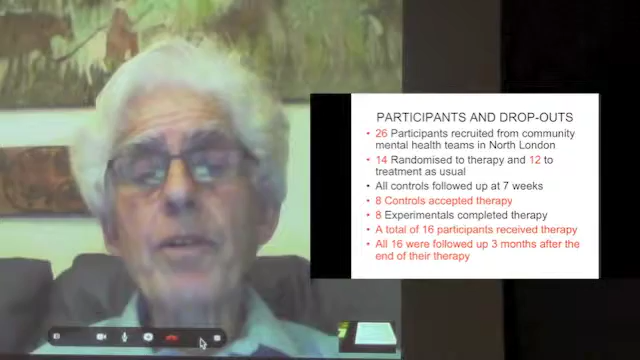 PARTICIPANTS AND DROP-OUTS
• 26 Participants recruited from community
mental health teams in North London
• 14 Randomised to therapy and 12 to
treatment as usual
• All controls followed up at 7 weeks
• 8 Controls accepted therapy
• 8 Experimentals completed therapy
• A total of 16 participants received therapy
• All 16 were followed up 3 months after the
end of their therapy